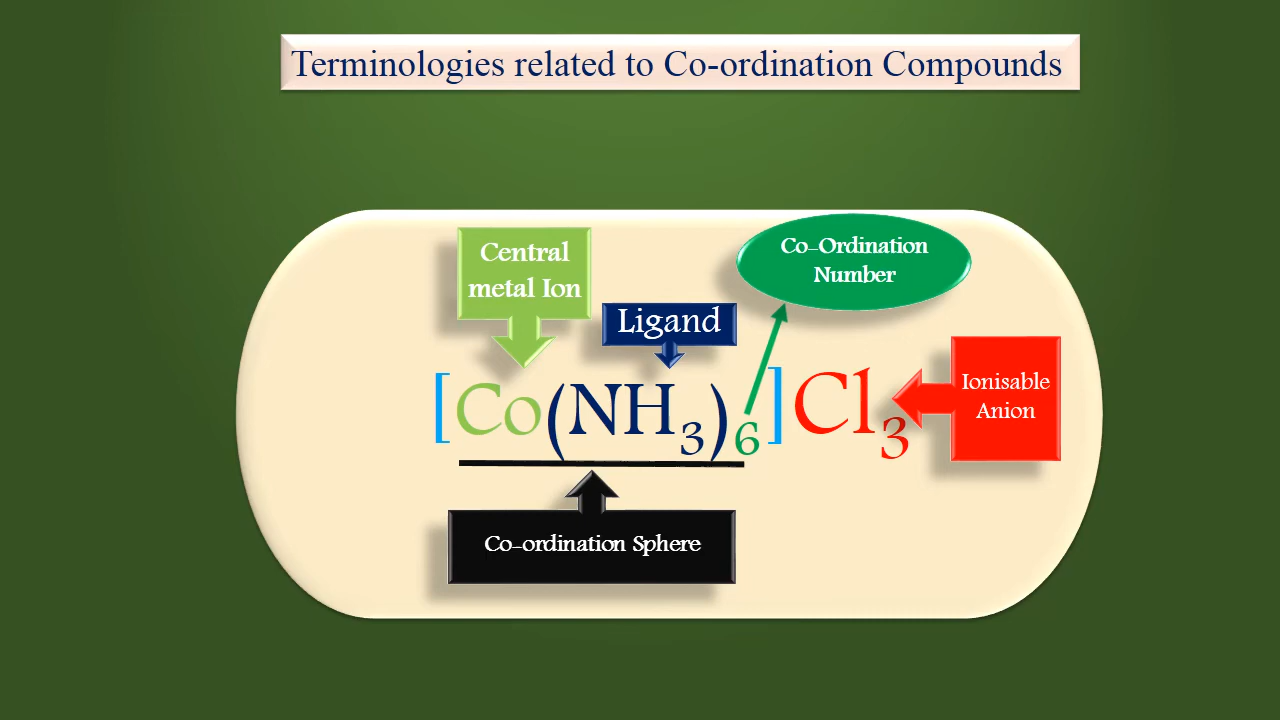 Terminologies related to Co-ordination Compounds
Central
metal Ion
Ligand
Co-Ordination
Number
[Co(NH₃)₆]Cl₃
Ionisable
Anion
Co-ordination Sphere